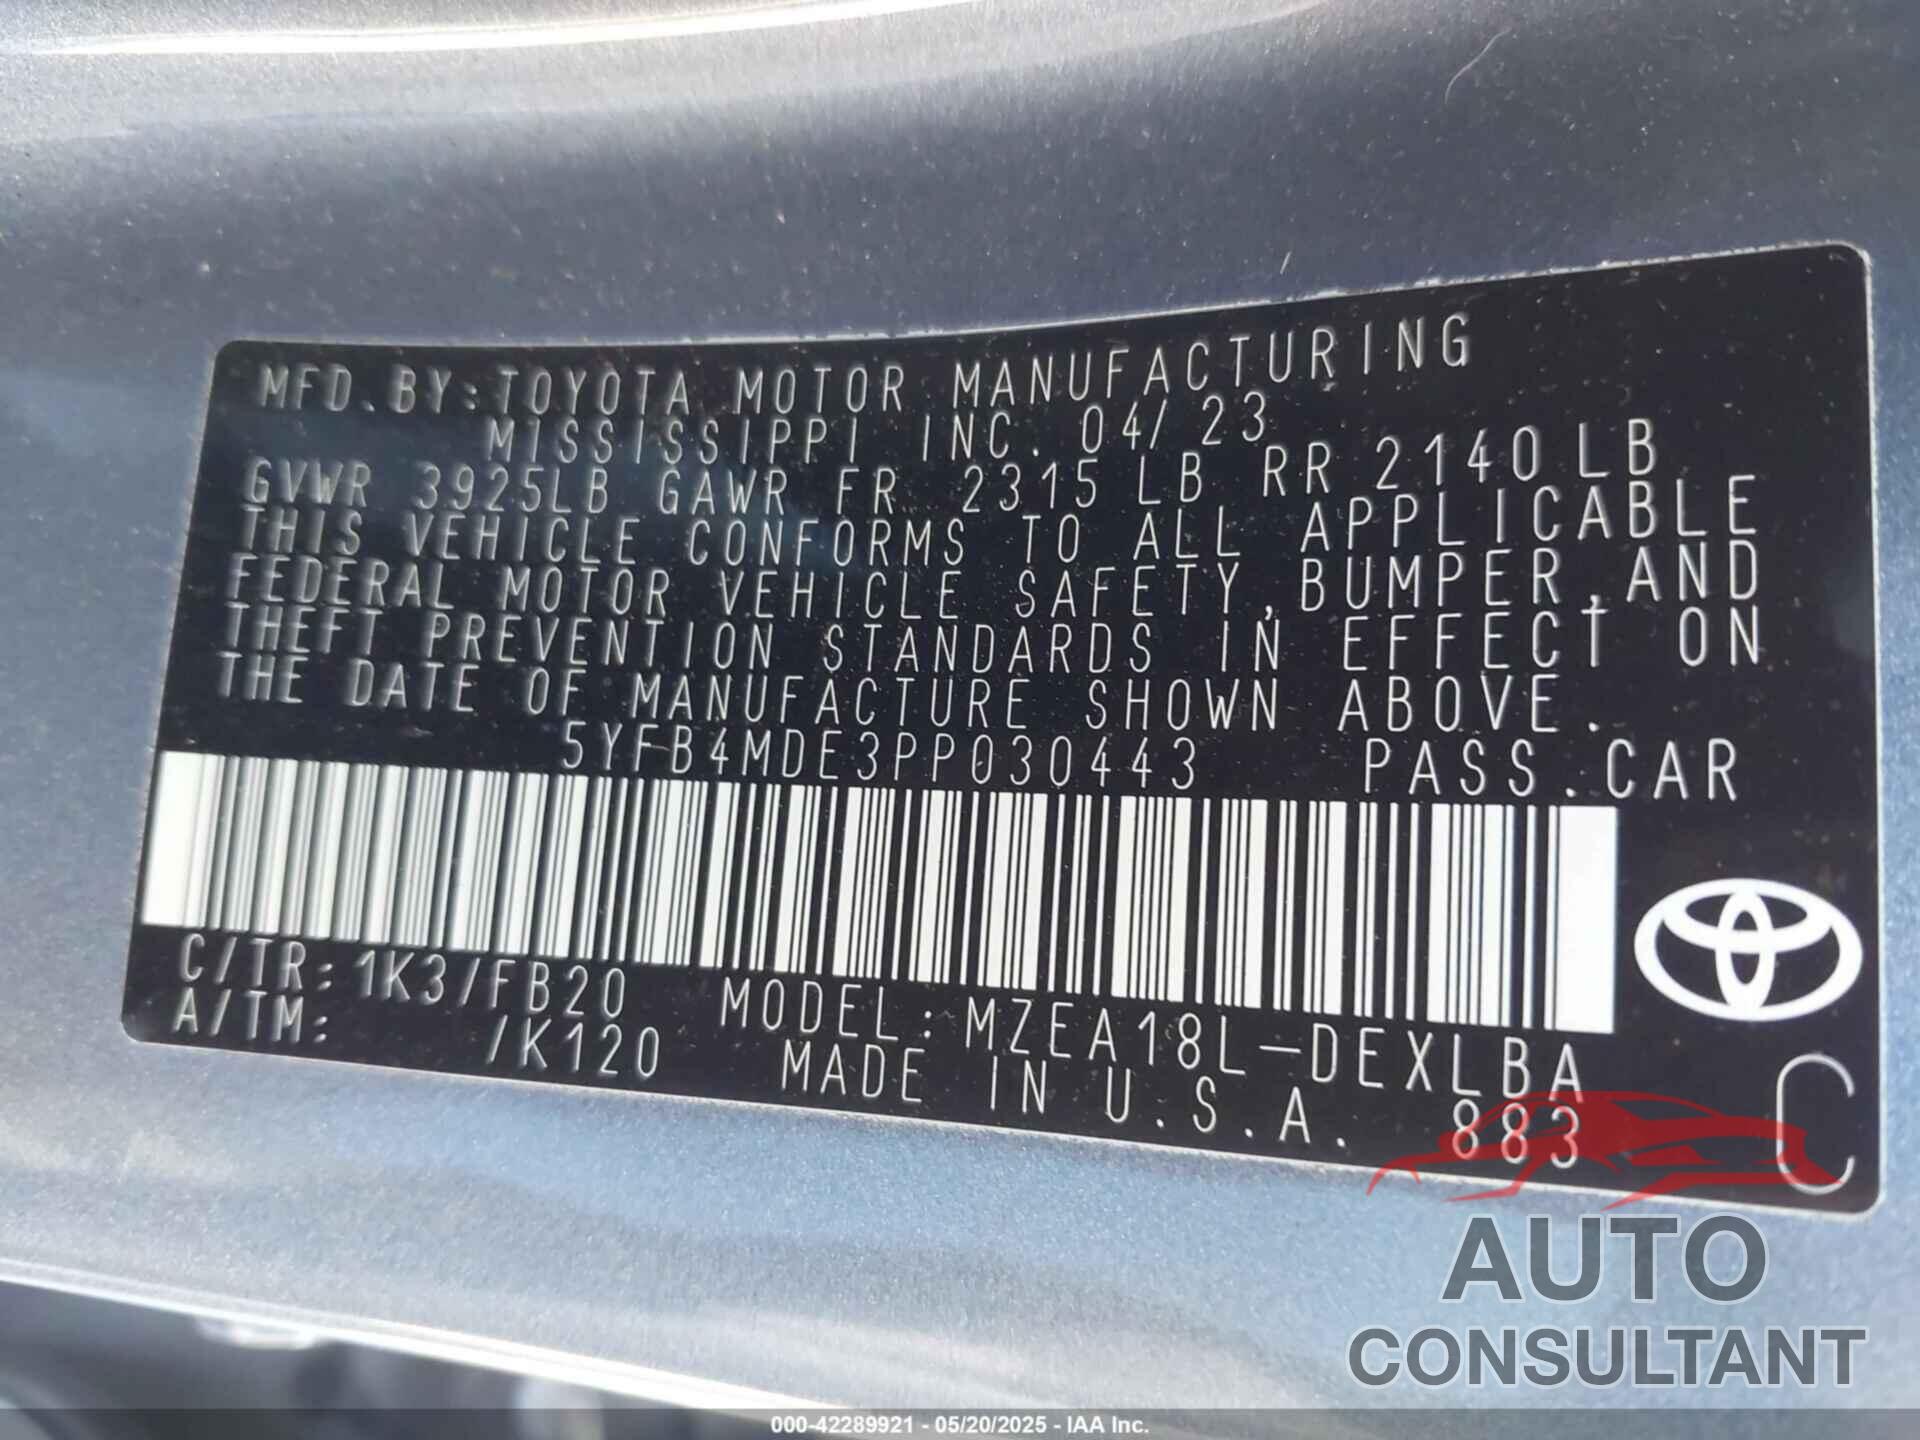 MFD.BY:TOYOTA MOTOR MANUFACTURING
MISSISSIPPI INC. 04/23
GVWR 3925LB GAWR FR 2315LB RR 2140LB
THIS VEHICLE CONFORMS TO ALL APPLICABLE
FEDERAL MOTOR VEHICLE SAFETY,BUMPER,AND
THEFT PREVENTION STANDARDS IN EFFECT ON
THE DATE OF MANUFACTURE SHOWN ABOVE.
5YFB4MDE3PP030443 PASS.CAR
C/TR:1K3/FB20 MODEL:MZEA18L-DEXLBA
A/TM: /K120 MADE IN U.S.A. 883
C
AUTO
CONSULTANT
000-42289921 - 05/20/2025 - IAA Inc.